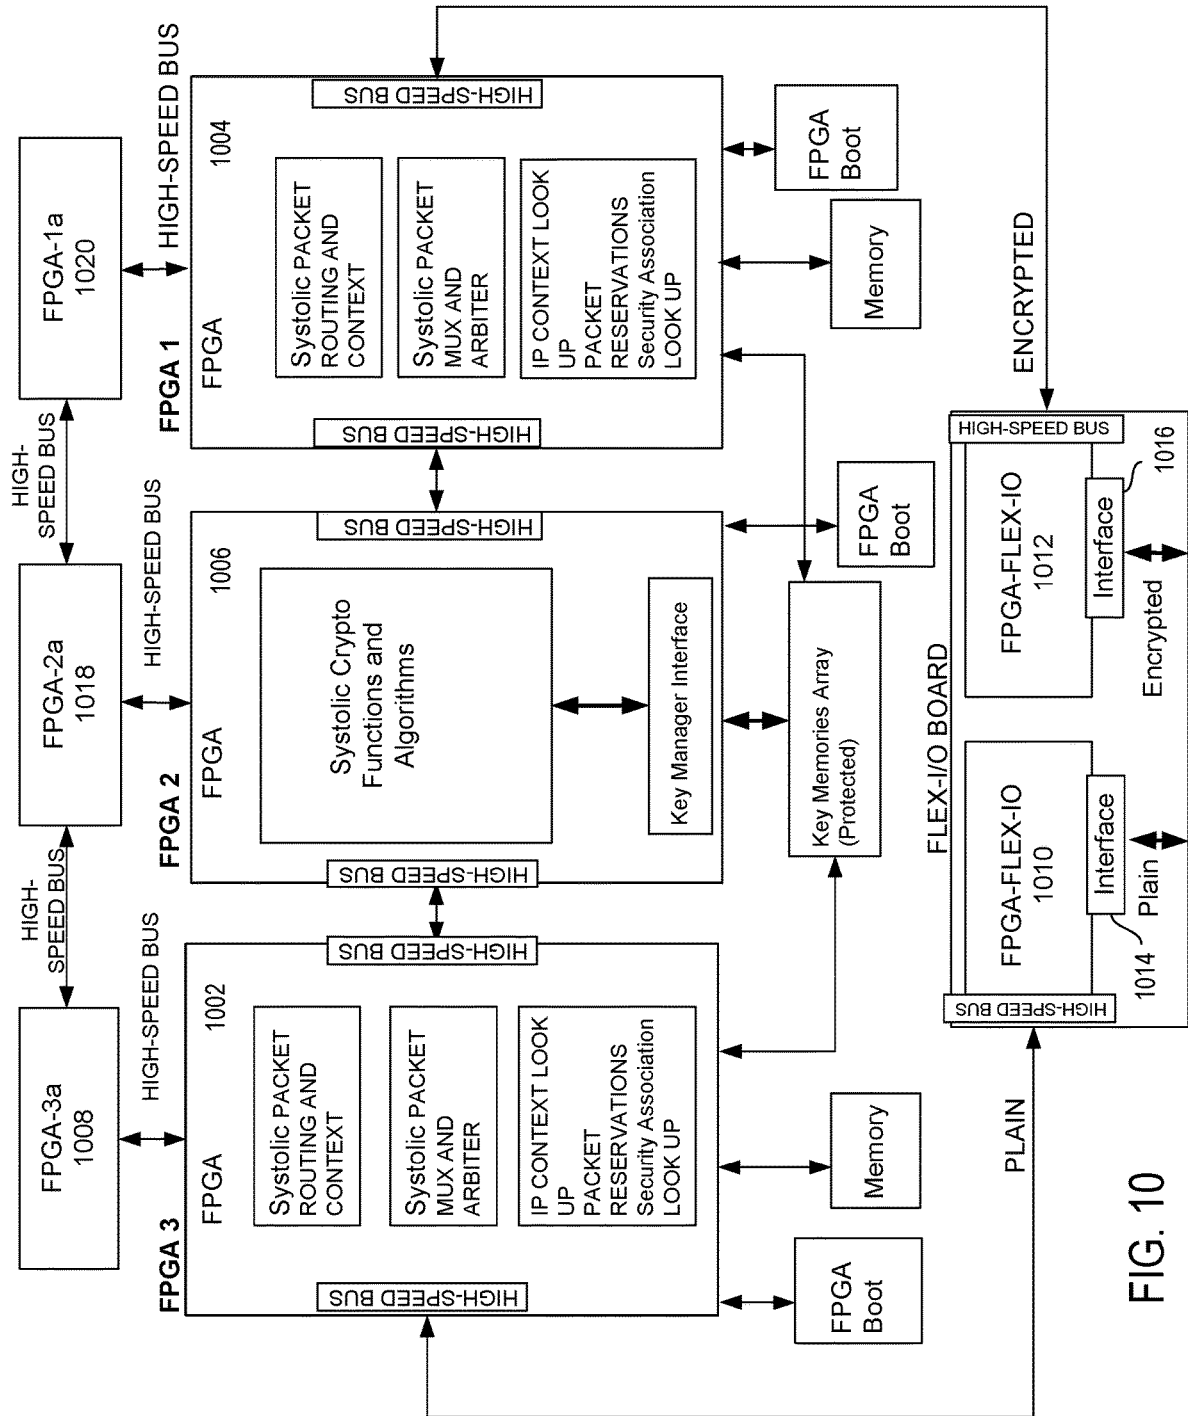 FPGA-3a
1008
HIGH-
SPEED BUS
FPGA-2a
1018
HIGH-
SPEED BUS
FPGA-1a
1020
HIGH-SPEED BUS
HIGH-SPEED BUS
HIGH-SPEED BUS
FPGA 3
FPGA
1002
HIGH-SPEED BUS
Systolic PACKET
ROUTING AND
CONTEXT
Systolic PACKET
MUX AND
ARBITER
IP CONTEXT LOOK
UP
PACKET
RESERVATIONS
Security Association
LOOK UP
HIGH-SPEED BUS
FPGA 2
FPGA
1006
HIGH-SPEED BUS
Systolic Crypto
Functions and
Algorithms
Key Manager Interface
HIGH-SPEED BUS
FPGA 1
FPGA
1004
HIGH-SPEED BUS
Systolic PACKET
ROUTING AND
CONTEXT
Systolic PACKET
MUX AND
ARBITER
IP CONTEXT LOOK
UP
PACKET
RESERVATIONS
Security Association
LOOK UP
HIGH-SPEED BUS
FPGA
Boot
Memory
Key Memories Array
(Protected)
FPGA
Boot
Memory
FPGA
Boot
PLAIN
FLEX-I/O BOARD
ENCRYPTED
HIGH-SPEED BUS
FPGA-FLEX-IO
1010
FPGA-FLEX-IO
1012
HIGH-SPEED BUS
1014
Interface
Interface
1016
Plain
Encrypted
FIG. 10